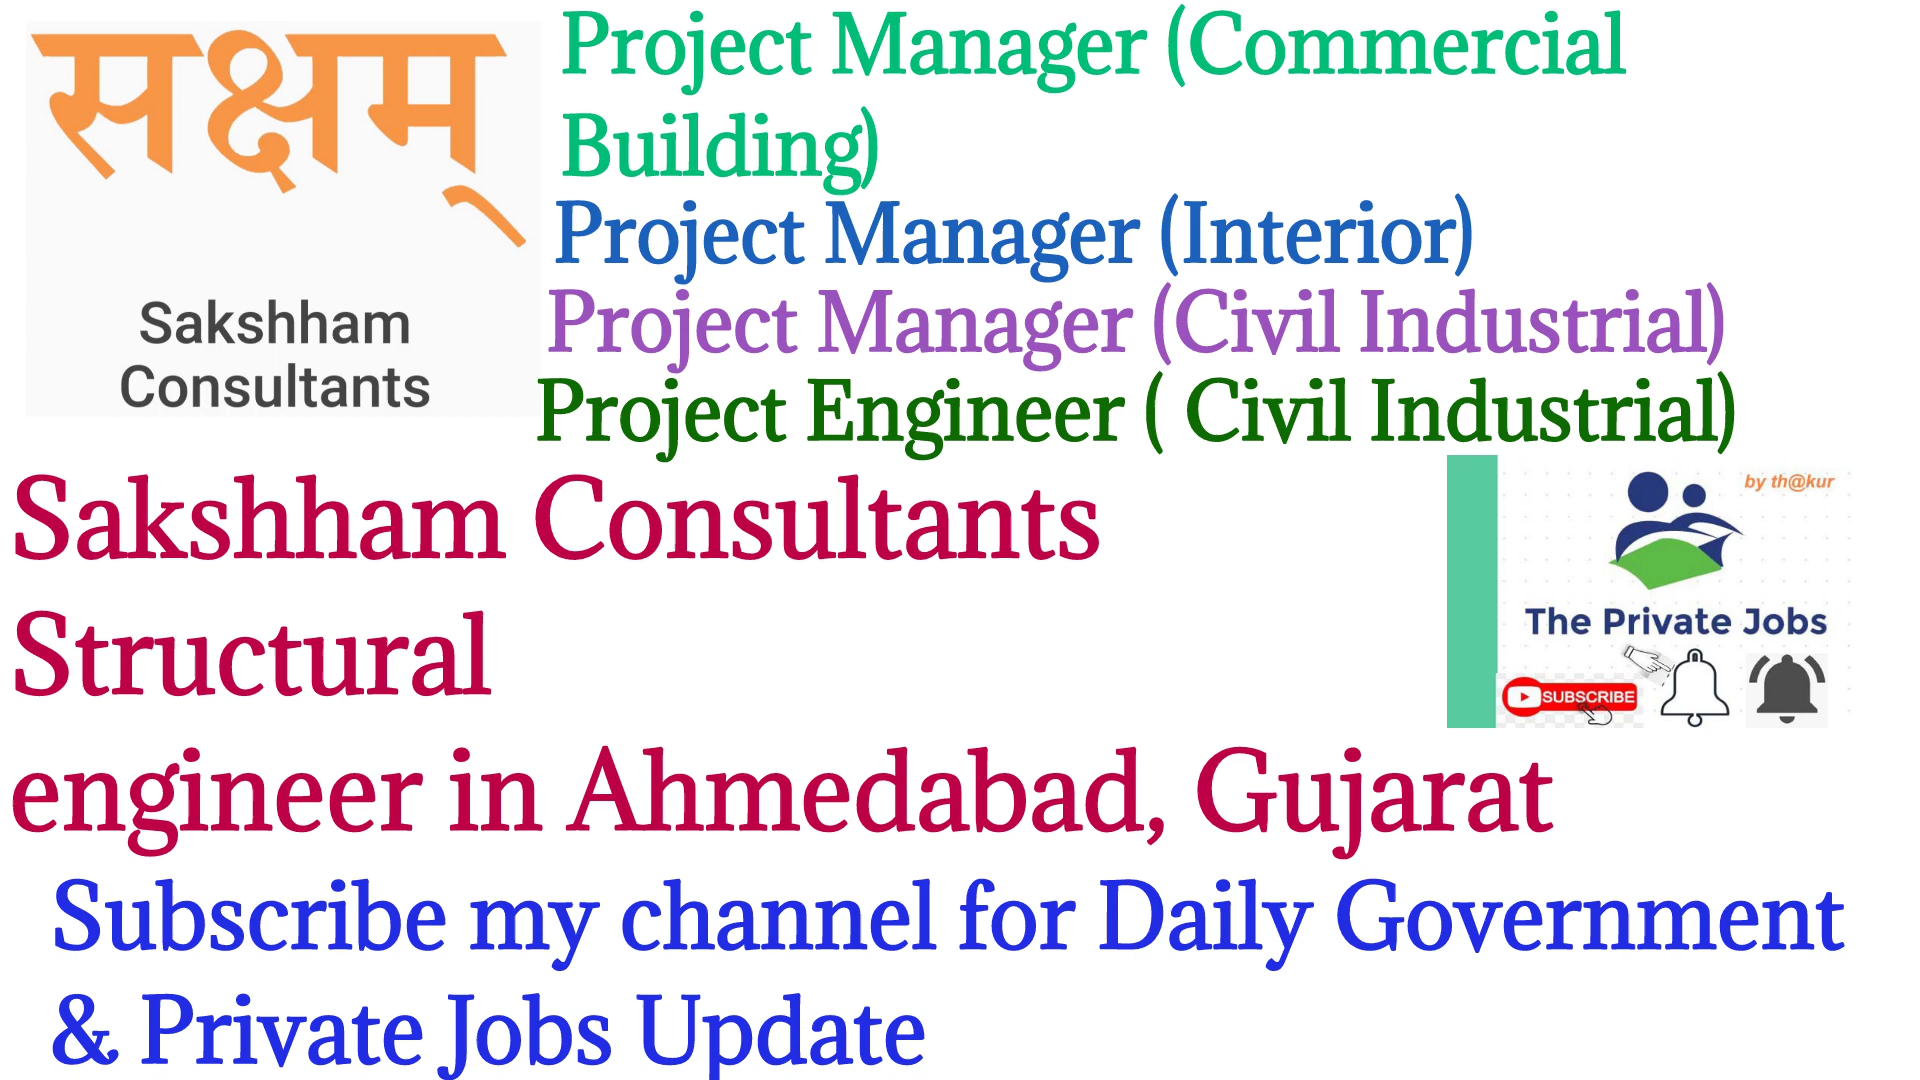 सक्षम्
Sakshham
Consultants
Project Manager (Commercial
Building)
Project Manager (Interior)
Project Manager (Civil Industrial)
Project Engineer ( Civil Industrial)
Sakshham Consultants
Structural
engineer in Ahmedabad, Gujarat
by th@kur
The Private Jobs
SUBSCRIBE
Subscribe my channel for Daily Government
& Private Jobs Update